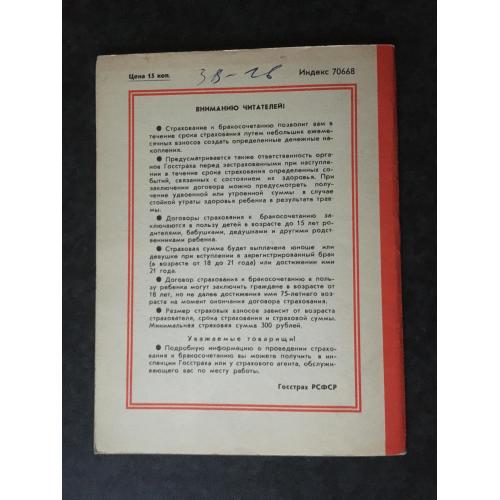 Цена 15 коп.
Индекс 70668
ВНИМАНИЮ ЧИТАТЕЛЕЙ!
● Страхование к бракосочетанию позволит вам в
течение срока страхования путем небольших ежеме-
сячных взносов создать определенные денежные на-
копления.
● Предусматривается также ответственность орга-
нов Госстраха перед застрахованными при наступле-
нии в течение срока страхования определенных со-
бытий, связанных с состоянием их здоровья. При
заключении договора можно предусмотреть полу-
чение удвоенной или утроенной суммы в случае
стойкой утраты здоровья ребенка в результате трав-
мы.
● Договоры страхования к бракосочетанию за-
ключаются в пользу детей в возрасте до 15 лет ро-
дителями, бабушками, дедушками и другими родст-
венниками ребенка.
● Страховая сумма будет выплачена юноше или
девушке при вступлении в зарегистрированный брак
(в возрасте от 18 до 21 года) или достижении ими
21 года.
● Договор страхования к бракосочетанию в поль-
зу ребенка могут заключить граждане в возрасте от
18 лет, но не далее достижения ими 75-летнего возра-
ста на момент окончания договора страхования.
● Размер страховых взносов зависит от возраста
страхователя, срока страхования и страховой суммы.
Минимальная страховая сумма 300 рублей.
Уважаемые товарищи!
● Подробную информацию о проведении страхо-
вания к бракосочетанию вы можете получить в ин-
спекции Госстраха или у страхового агента, обслужи-
вающего вас по месту работы.
Госстрах РСФСР